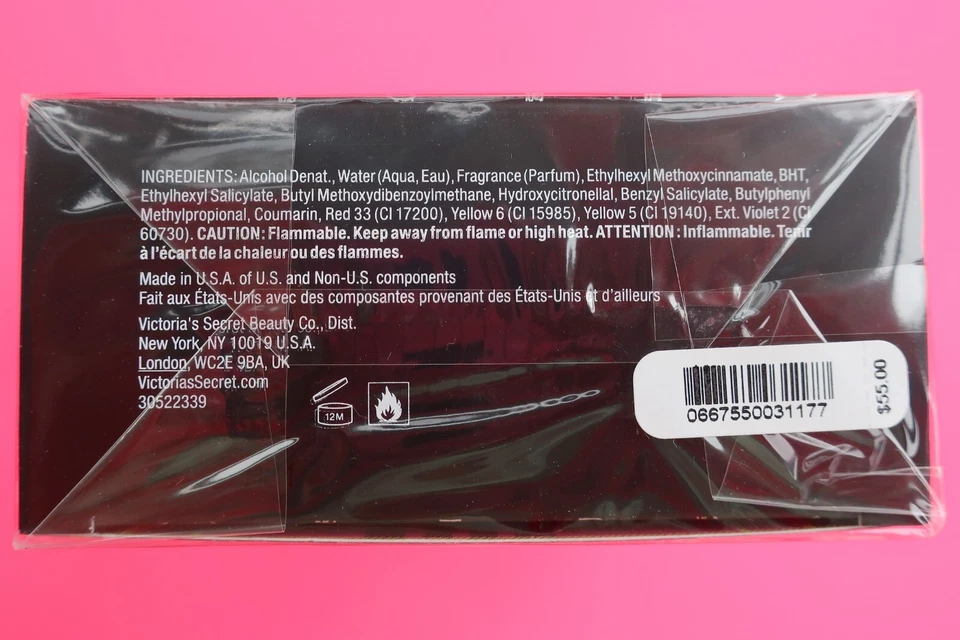 INGREDIENTS: Alcohol Denat., Water (Aqua, Eau), Fragrance (Parfum), Ethylhexyl Methoxycinnamate, BHT,
Ethylhexyl Salicylate, Butyl Methoxydibenzoylmethane, Hydroxycitronellal, Benzyl Salicylate, Butylphenyl
Methylpropional, Coumarin, Red 33 (CI 17200), Yellow 6 (CI 15985), Yellow 5 (CI 19140), Ext. Violet 2 (CI
60730). CAUTION: Flammable. Keep away from flame or high heat. ATTENTION : Inflammable. Tenir
à l'écart de la chaleur ou des flammes.
Made in U.S.A. of U.S. and Non-U.S. components
Fait aux États-Unis avec des composantes provenant des États-Unis et d'ailleurs
Victoria's Secret Beauty Co., Dist.
New York, NY 10019 U.S.A.
London, WC2E 9BA, UK
VictoriasSecret.com
30522339
12M
0667550031177
$55.00